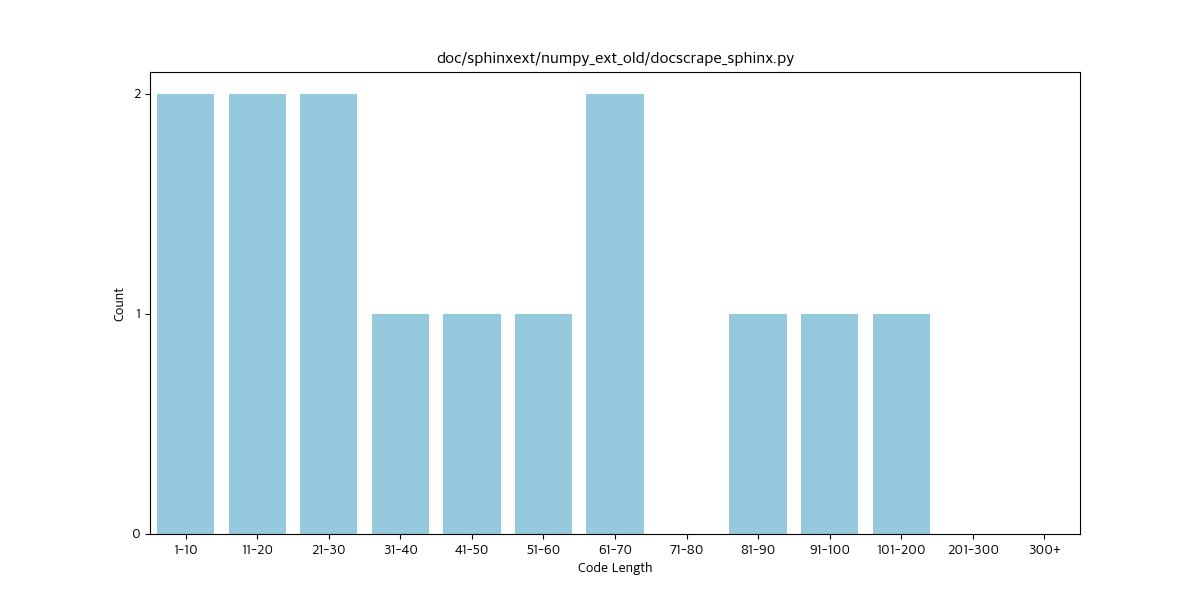 doc/sphinxext/numpy_ext_old/docscrape_sphinx.py
2
1
0
Count
1-10 11-20 21-30 31-40 41-50 51-60 61-70 71-80 81-90 91-100 101-200 201-300 300+
Code Length